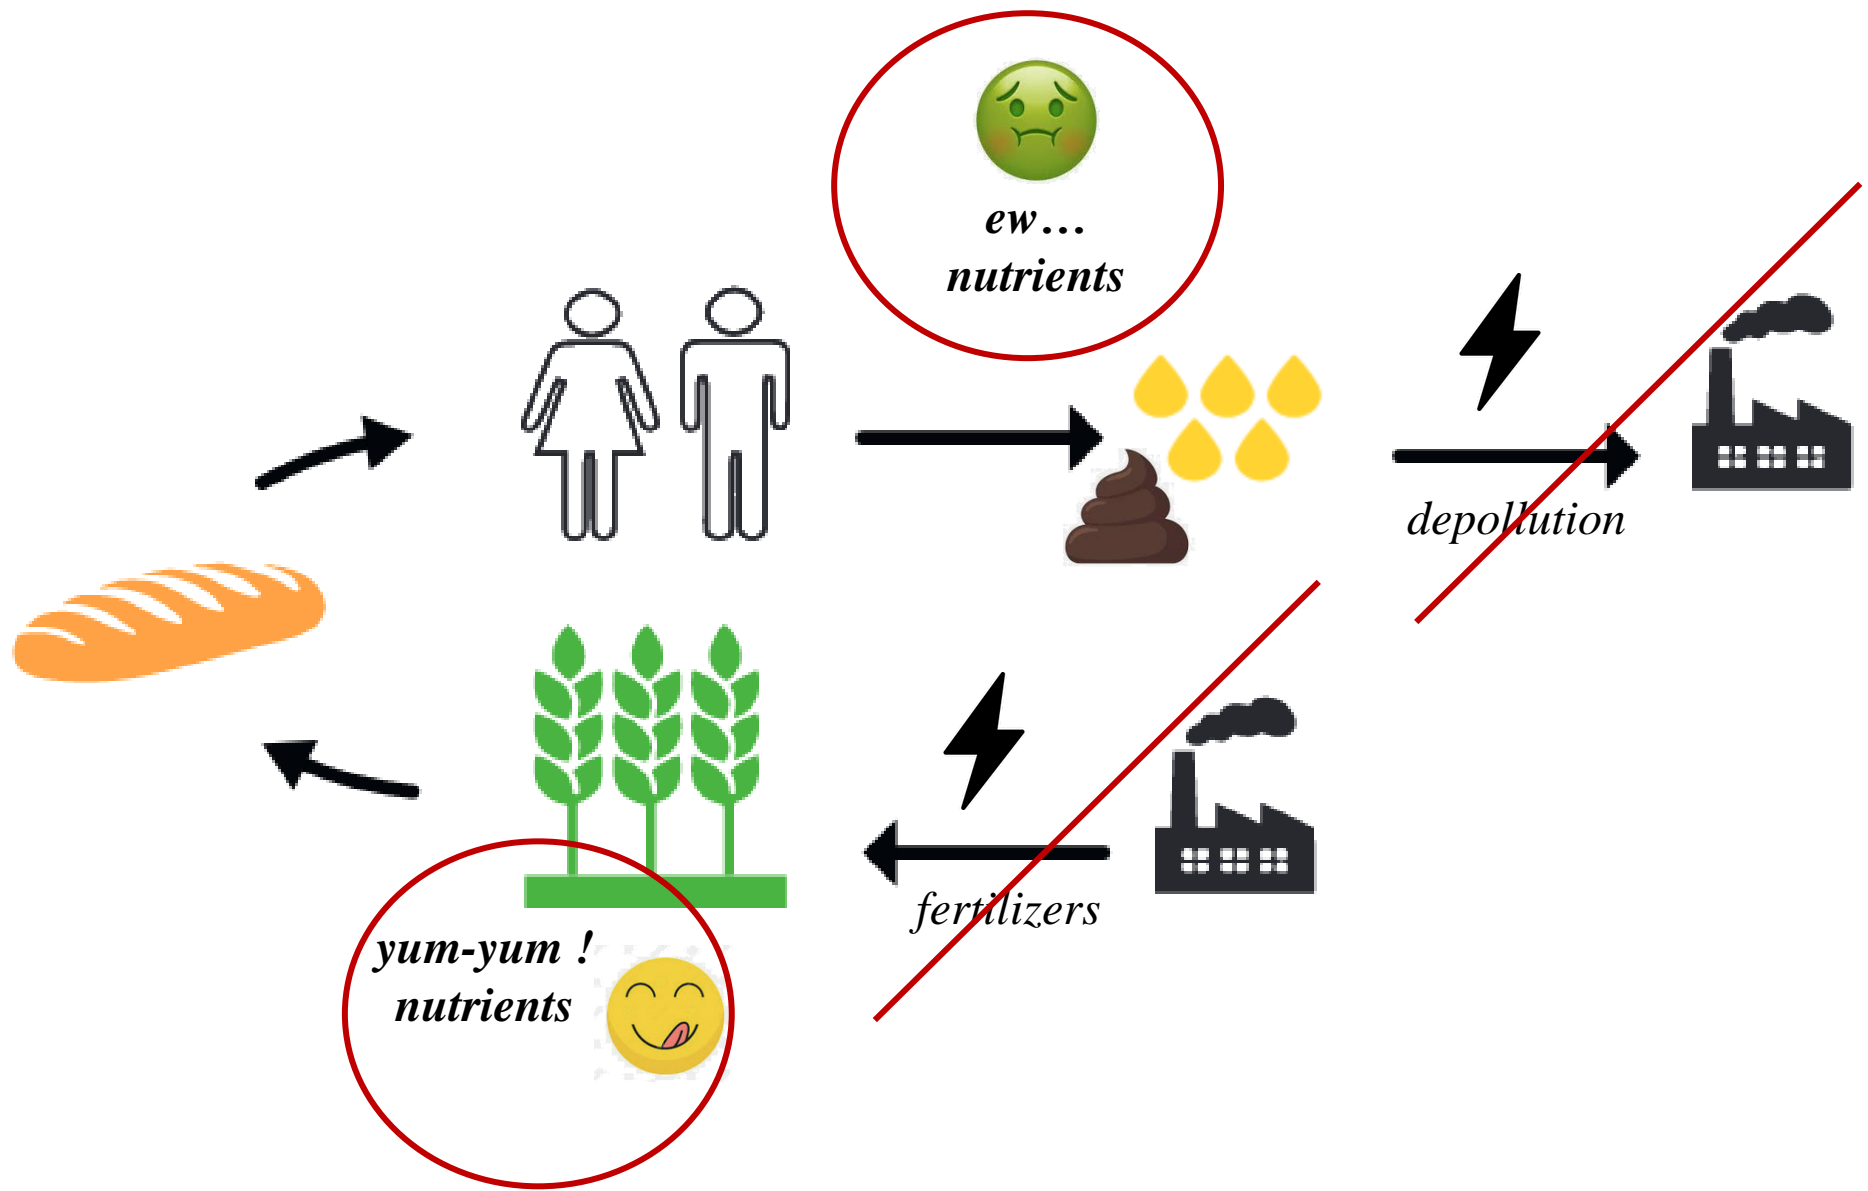 ew…
nutrients
depollution
fertilizers
yum-yum !
nutrients